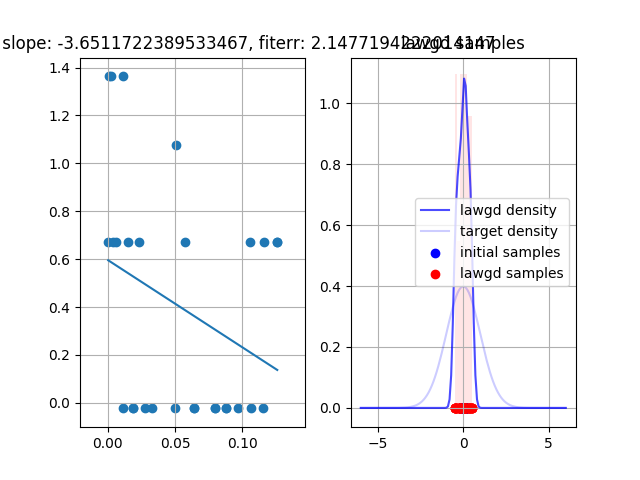 slope: -3.6511722389533467, fiterr:
samples
1.4
1.2
1.0
0.8
0.6
0.4
0.2
0.0
0.00 0.05 0.10
1.0
0.8
0.6
0.4
0.2
0.0
−5 0 5
lawgd density
target density
initial samples
lawgd samples